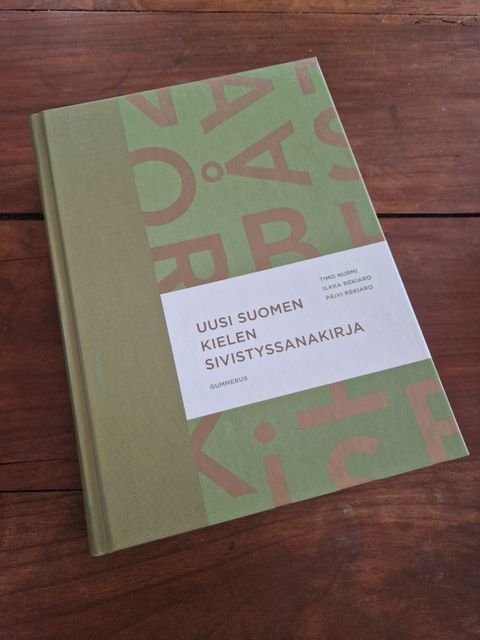 TIMO NURMI
ILKKA REKIARO
PÄIVI REKIARO
UUSI SUOMEN
KIELEN
SIVISTYSSANAKIRJA
GUMMERUS